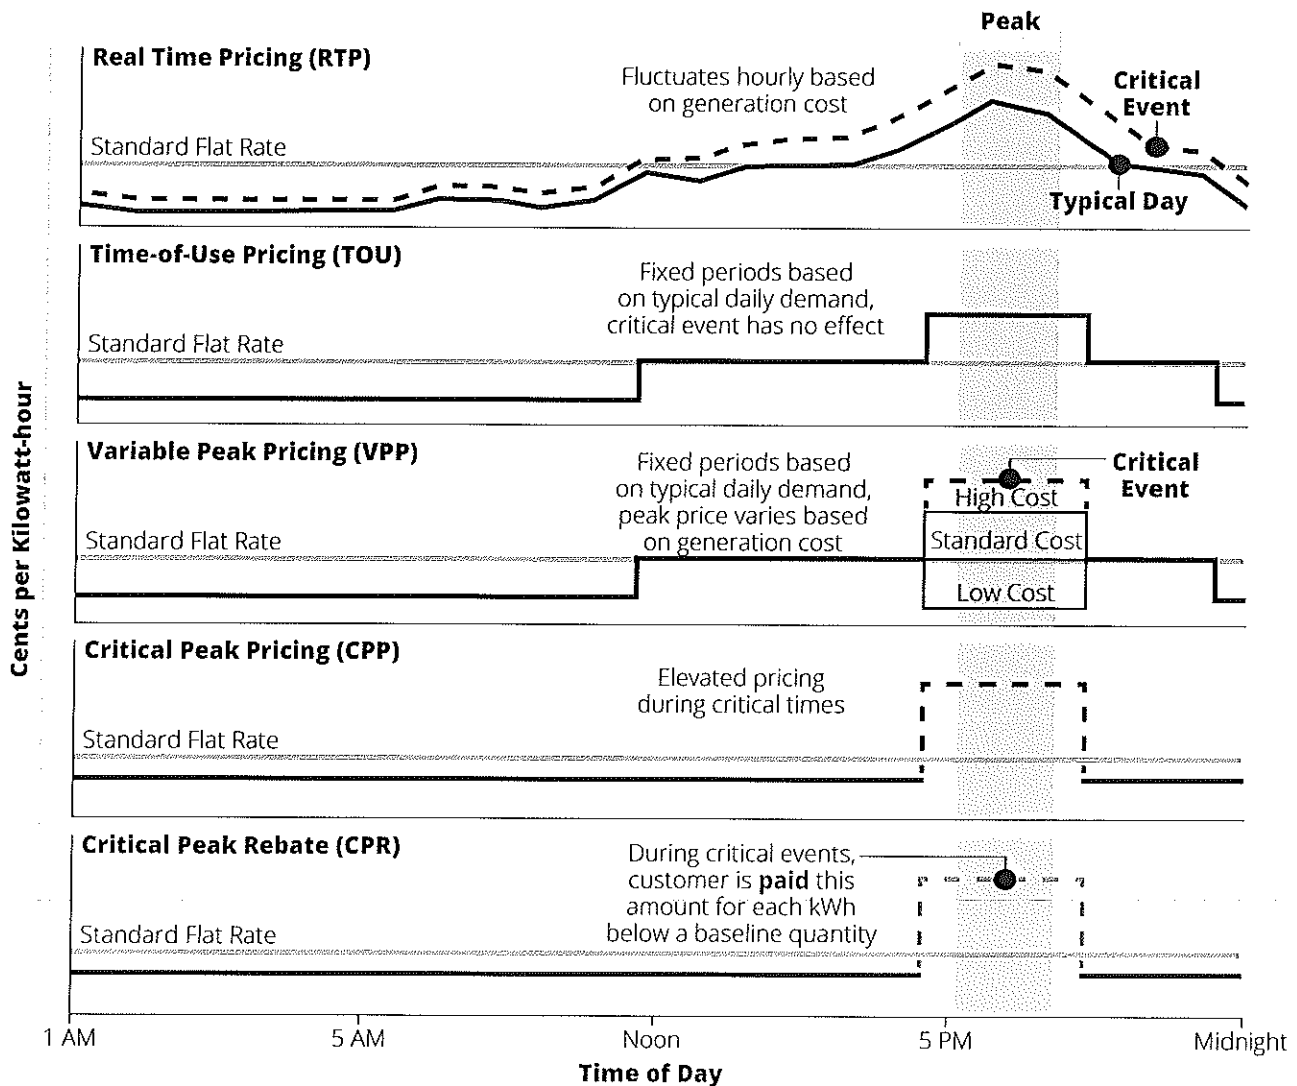 Peak
Real Time Pricing (RTP)
Fluctuates hourly based
on generation cost
Critical
Event
Standard Flat Rate
Typical Day
Time-of-Use Pricing (TOU)
Fixed periods based
on typical daily demand,
critical event has no effect
Standard Flat Rate
Variable Peak Pricing (VPP)
Fixed periods based
on typical daily demand,
peak price varies based
on generation cost
Critical
Event
High Cost
Standard Flat Rate
Standard Cost
Low Cost
Critical Peak Pricing (CPP)
Elevated pricing
during critical times
Standard Flat Rate
Critical Peak Rebate (CPR)
During critical events,
customer is paid this
amount for each kWh
below a baseline quantity
Standard Flat Rate
Cents per Kilowatt-hour
1 AM
5 AM
Noon
5 PM
Midnight
Time of Day